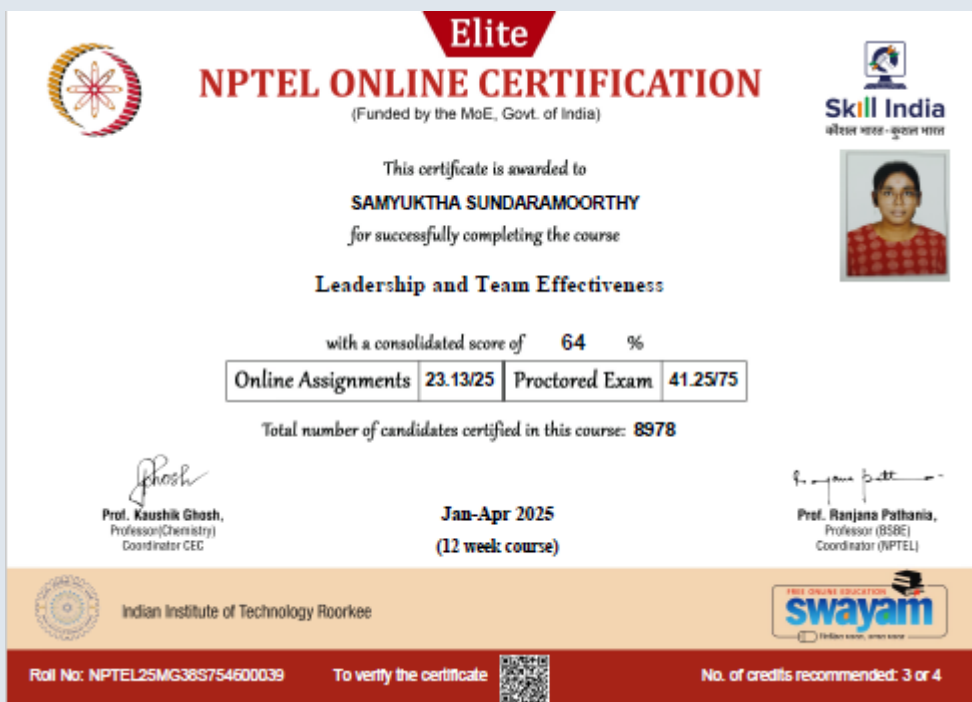 Elite
NPTEL ONLINE CERTIFICATION
(Funded by the MoE, Govt. of India)
Skill India
कौशल भारत - कुशल भारत
This certificate is awarded to
SAMYUKTHA SUNDARAMOORTHY
for successfully completing the course
Leadership and Team Effectiveness
with a consolidated score of 64 %
Online Assignments 23.13/25 Proctored Exam 41.25/75
Total number of candidates certified in this course: 8978
Prof. Kaushik Ghosh,
Professor(Chemistry)
Coordinator CEC
Jan-Apr 2025
(12 week course)
Prof. Ranjana Pathania,
Professor (BSBE)
Coordinator (NPTEL)
Indian Institute of Technology Roorkee
FREE ONLINE EDUCATION
swayam
Roll No: NPTEL25MG38S754600039 To verify the certificate No. of credits recommended: 3 or 4